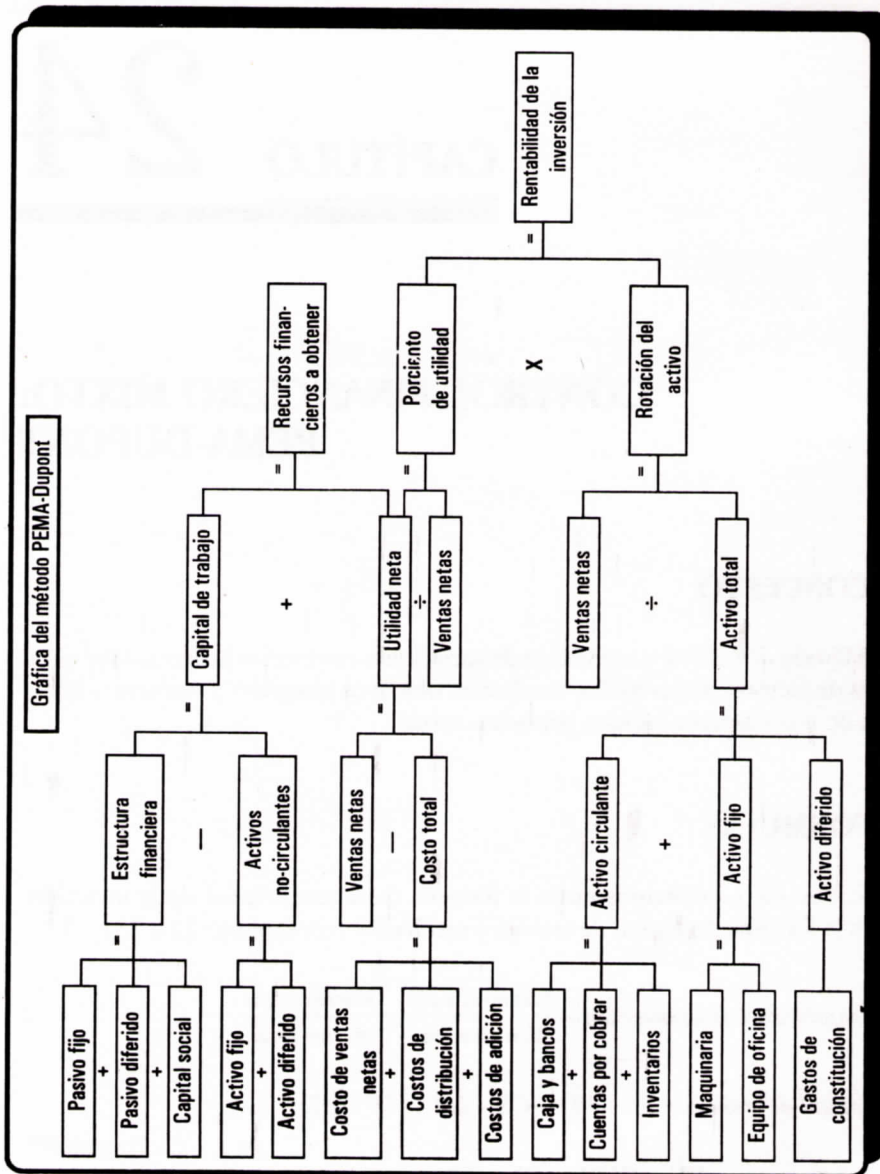 Gráfica del método PEMA-Dupont
Pasivo fijo
+
Pasivo diferido
+
Capital social
=
Estructura
financiera
—
Activo fijo
+
Activo diferido
=
Activos
no-circulantes
=
Capital de trabajo
+
Costo de ventas
netas
+
Costos de
distribución
+
Costos de adición
=
Ventas netas
—
Costo total
=
Utilidad neta
÷
Ventas netas
=
Recursos finan-
cieros a obtener
=
Porciento
de utilidad
X
Caja y bancos
+
Cuentas por cobrar
+
Inventarios
=
Activo circulante
+
Maquinaria
Equipo de oficina
=
Activo fijo
Gastos de
constitución
Activo diferido
=
Ventas netas
÷
Activo total
=
Rotación del
activo
=
Rentabilidad de la
inversión
CAPÍTULO
24